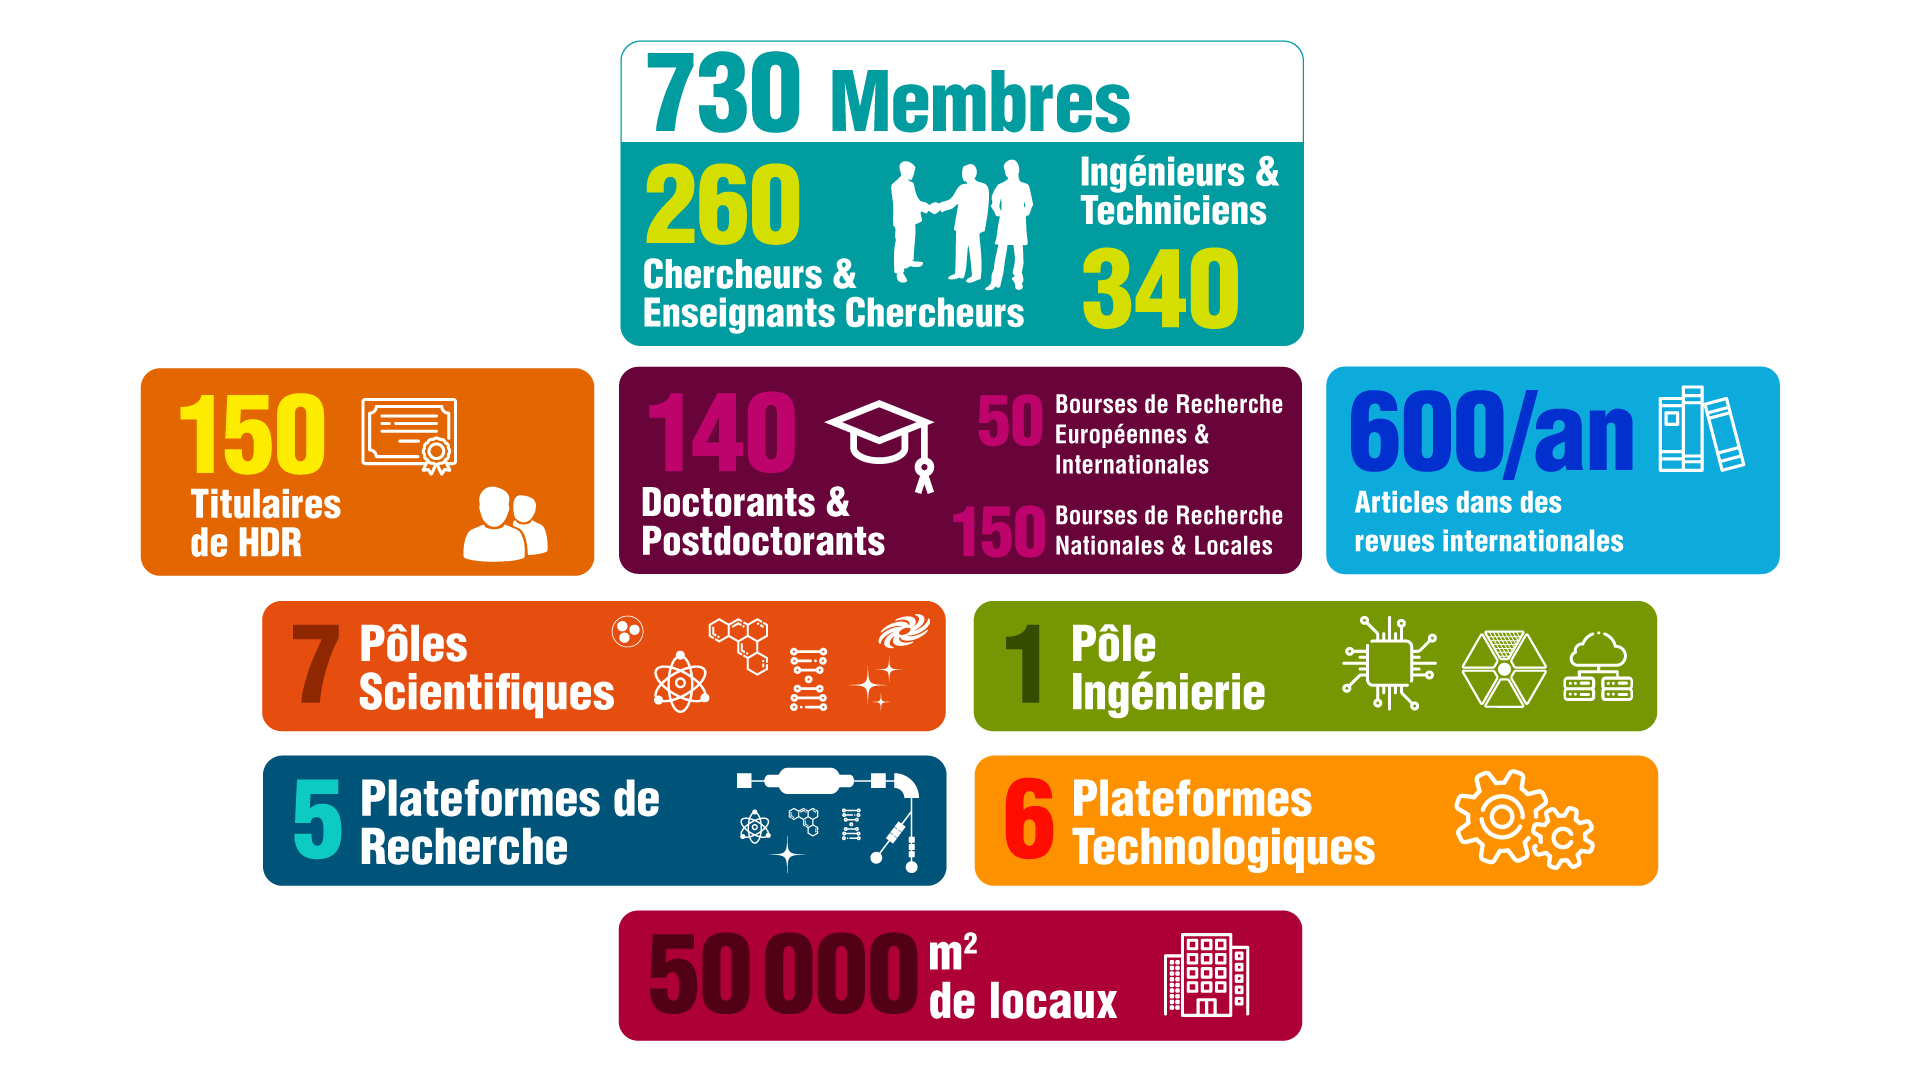 730 Membres
260
Chercheurs &
Enseignants Chercheurs
Ingénieurs &
Techniciens
340
150
Titulaires
de HDR
140
Doctorants &
Postdoctorants
50 Bourses de Recherche
Européennes &
Internationales
150 Bourses de Recherche
Nationales & Locales
600/an
Articles dans des
revues internationales
7 Pôles
Scientifiques
1 Pôle
Ingénierie
5 Plateformes de
Recherche
6 Plateformes
Technologiques
50 000 m²
de locaux